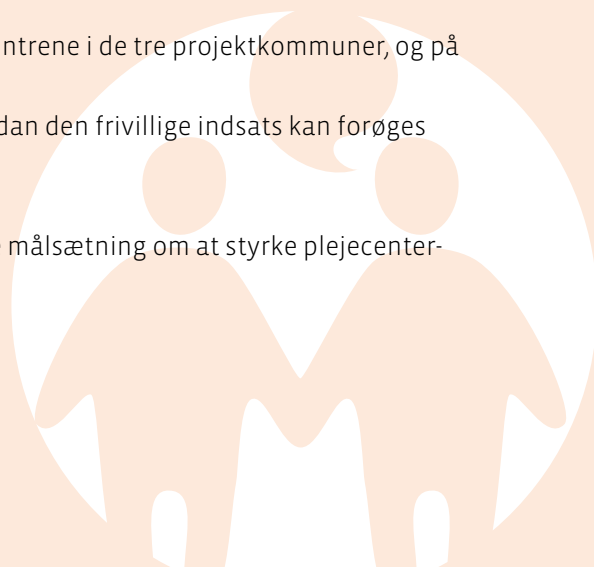 ntrene i de tre projektkommuner, og på
dan den frivillige indsats kan forøges
målsætning om at styrke plejecenter-